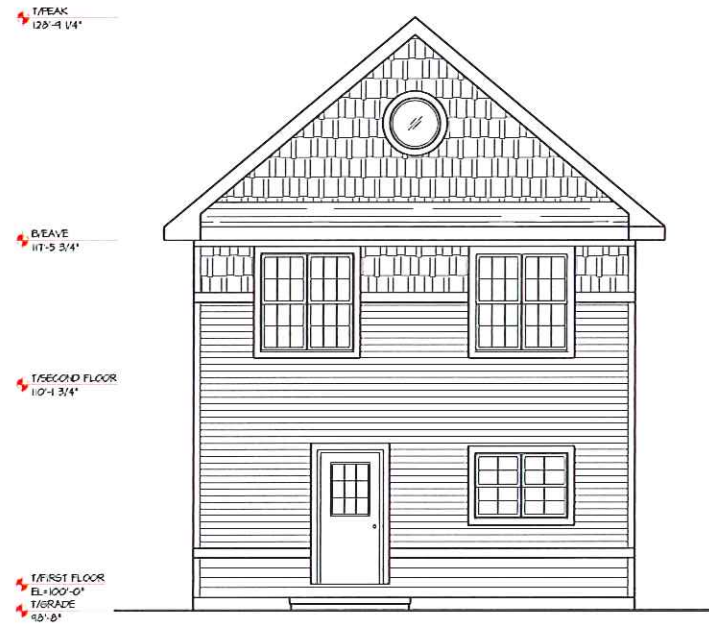 T/PEAK
128'-9 1/4"
B/EAVE
117'-5 3/4"
T/SECOND FLOOR
110'-1 3/4"
T/FIRST FLOOR
EL=100'-0"
T/GRADE
98'-8"